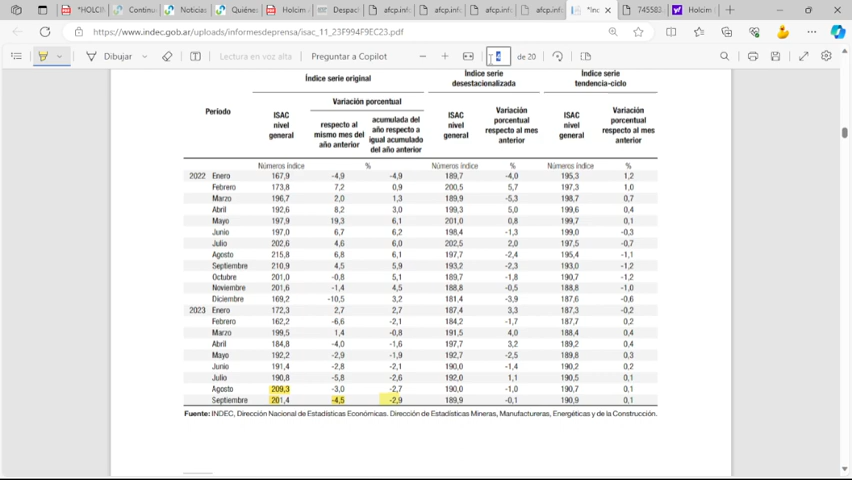 *HOLCI
Continu
Noticias
Quiéne
Holcim
Despac
afcp.inf
afcp.inf
afcp.inf
afcp.inf
*Inc
745583
Holcim
https://www.indec.gob.ar/uploads/informesdeprensa/isac_11_23F994F9EC23.pdf
Dibujar
Lectura en voz alta
Preguntar a Copilot
4 de 20
Índice serie original
Índice serie desestacionalizada
Índice serie tendencia-ciclo
Período
ISAC nivel general
Variación porcentual
respecto al mismo mes del año anterior
acumulada del año respecto a igual acumulado del año anterior
ISAC nivel general
Variación porcentual respecto al mes anterior
ISAC nivel general
Variación porcentual respecto al mes anterior
Números índice % Números índice % Números índice %
2022 Enero 167,9 -4,9 -4,9 189,7 -4,0 195,3 1,2
Febrero 173,8 7,2 0,9 200,5 5,7 197,3 1,0
Marzo 196,7 2,0 1,3 189,9 -5,3 198,7 0,7
Abril 192,6 8,2 3,0 199,3 5,0 199,6 0,4
Mayo 197,9 19,3 6,1 201,0 0,8 199,7 0,1
Junio 197,0 6,7 6,2 198,4 -1,3 199,0 -0,3
Julio 202,6 4,6 6,0 202,5 2,0 197,5 -0,7
Agosto 215,8 6,8 6,1 197,7 -2,4 195,4 -1,1
Septiembre 210,9 4,5 5,9 193,2 -2,3 193,0 -1,2
Octubre 201,0 -0,8 5,1 189,7 -1,8 190,7 -1,2
Noviembre 201,6 -1,4 4,5 188,8 -0,5 188,8 -1,0
Diciembre 169,2 -10,5 3,2 181,4 -3,9 187,6 -0,6
2023 Enero 172,3 2,7 2,7 187,4 3,3 187,3 -0,2
Febrero 162,2 -6,6 -2,1 184,2 -1,7 187,7 0,2
Marzo 199,5 1,4 -0,8 191,5 4,0 188,4 0,4
Abril 184,8 -4,0 -1,6 197,7 3,2 189,2 0,4
Mayo 192,2 -2,9 -1,9 192,7 -2,5 189,8 0,3
Junio 191,4 -2,8 -2,1 190,0 -1,4 190,2 0,2
Julio 190,8 -5,8 -2,6 192,0 1,1 190,5 0,1
Agosto 209,3 -3,0 -2,7 190,0 -1,0 190,7 0,1
Septiembre 201,4 -4,5 -2,9 189,9 -0,1 190,9 0,1
Fuente: INDEC, Dirección Nacional de Estadísticas Económicas. Dirección de Estadísticas Mineras, Manufactureras, Energéticas y de la Construcción.